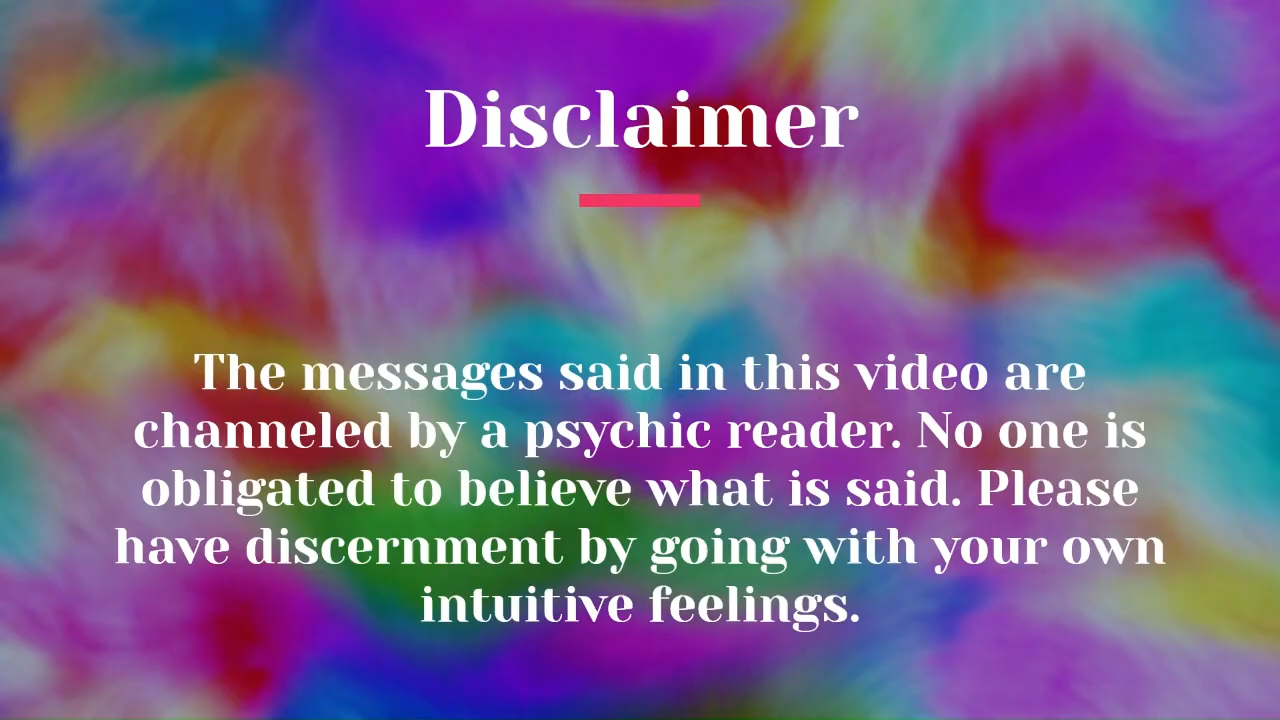 Disclaimer
The messages said in this video are
channeled by a psychic reader. No one is
obligated to believe what is said. Please
have discernment by going with your own
intuitive feelings.